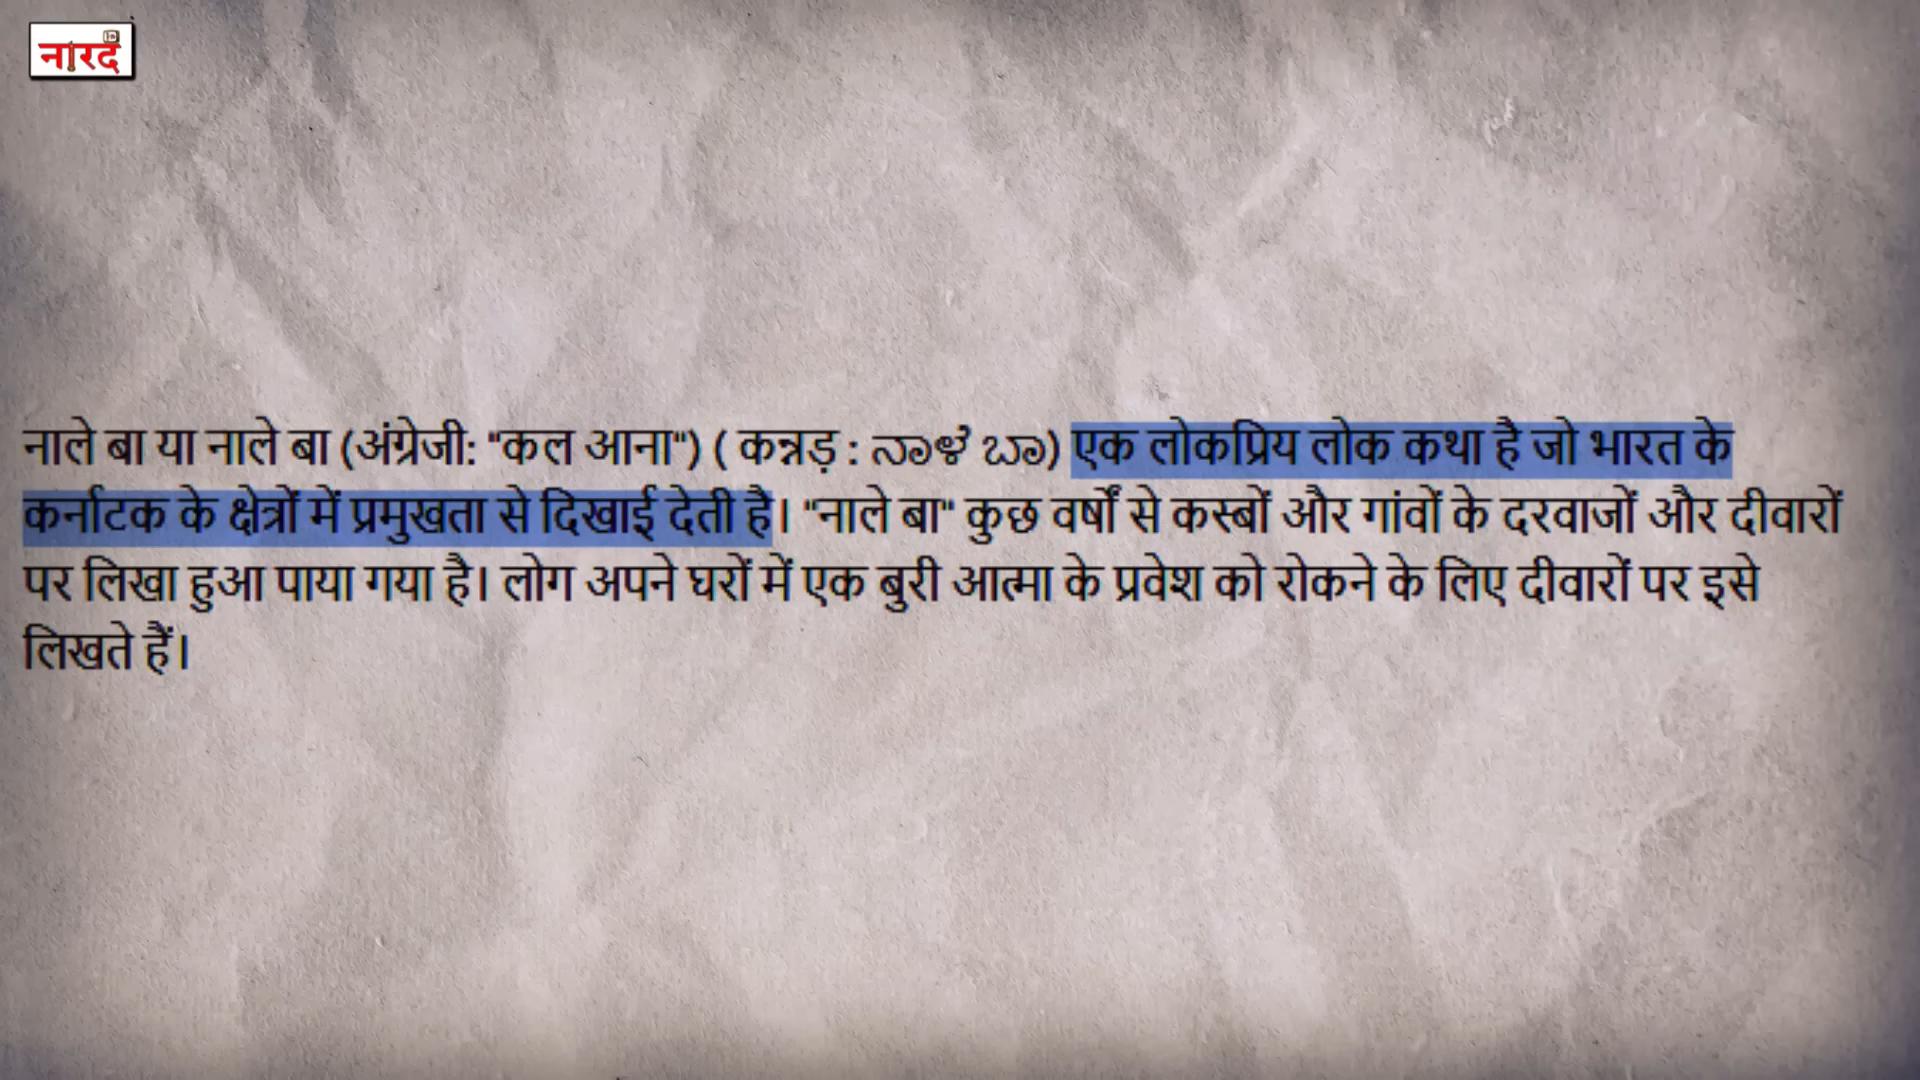 नारद
नाले बा या नाले बा (अंग्रेजी: "कल आना") ( कन्नड़ : ನಾಳೆ ಬಾ) एक लोकप्रिय लोक कथा है जो भारत के
कर्नाटक के क्षेत्रों में प्रमुखता से दिखाई देती है। "नाले बा" कुछ वर्षों से कस्बों और गांवों के दरवाजों और दीवारों
पर लिखा हुआ पाया गया है। लोग अपने घरों में एक बुरी आत्मा के प्रवेश को रोकने के लिए दीवारों पर इसे
लिखते हैं।